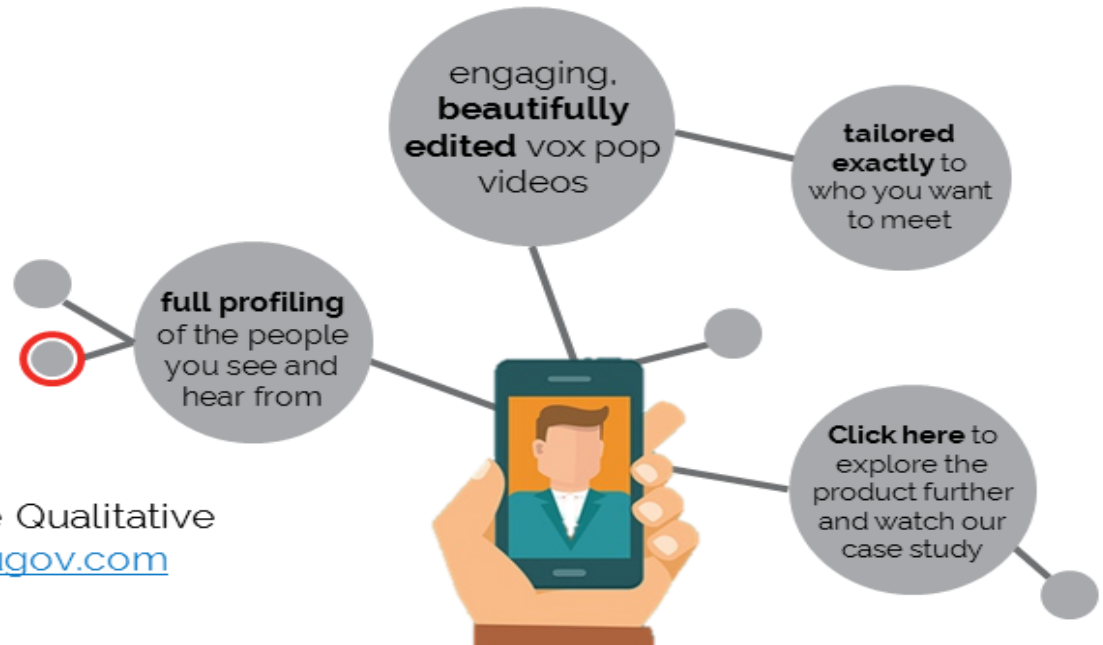 engaging,
beautifully
edited vox pop
videos
tailored
exactly to
who you want
to meet
full profiling
of the people
you see and
hear from
Click here to
explore the
product further
and watch our
case study
Qualitative
gov.com